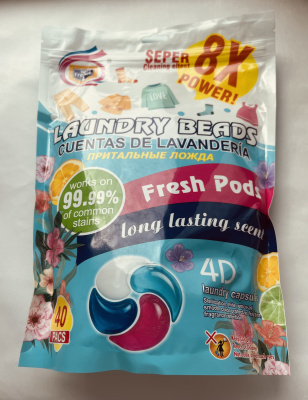 SEPER
Cleaning effect
8X
POWER!
LAUNDRY BEADS
CUENTAS DE LAVANDERÍA
ПРИТАЛЬНЫЕ ЛОЖДА
works on
99.99%
of common
stains
Fresh Pods
long lasting scent
4D
laundry capsule
40
PACS